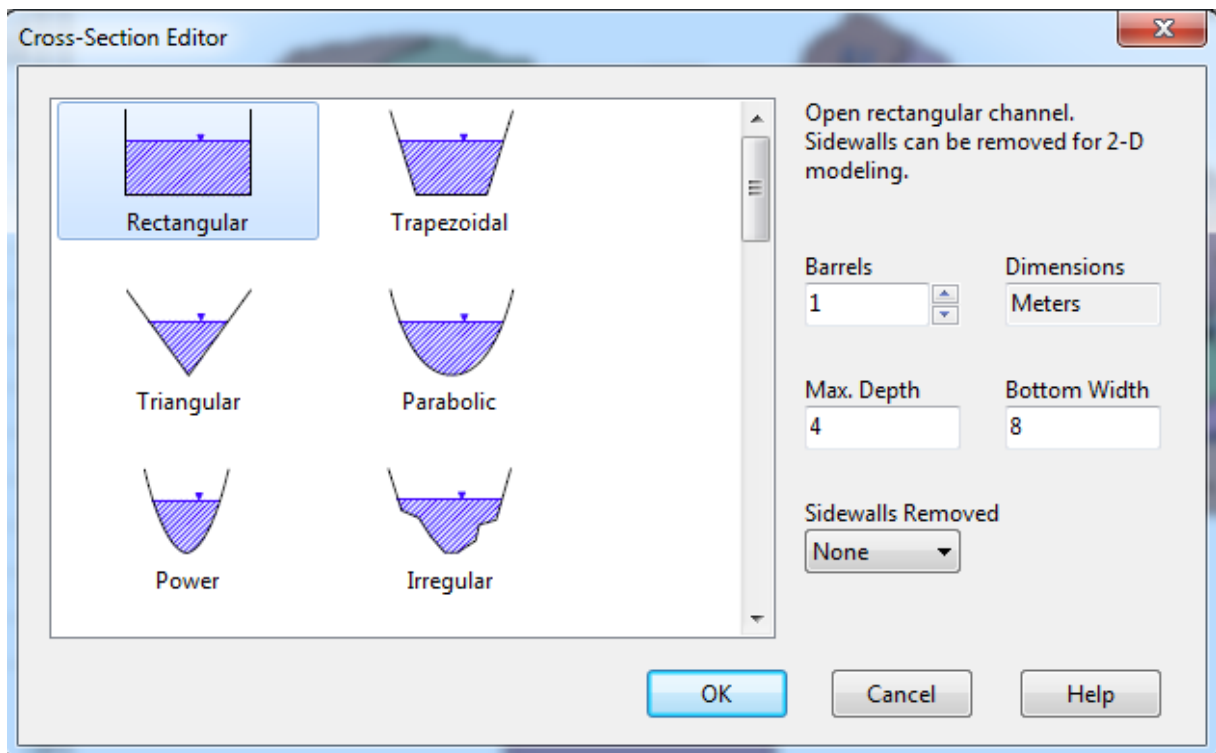 Cross-Section Editor
Rectangular
Trapezoidal
Triangular
Parabolic
Power
Irregular
Open rectangular channel.
Sidewalls can be removed for 2-D
modeling.
Barrels
Dimensions
1
Meters
Max. Depth
Bottom Width
4
8
Sidewalls Removed
None
OK
Cancel
Help